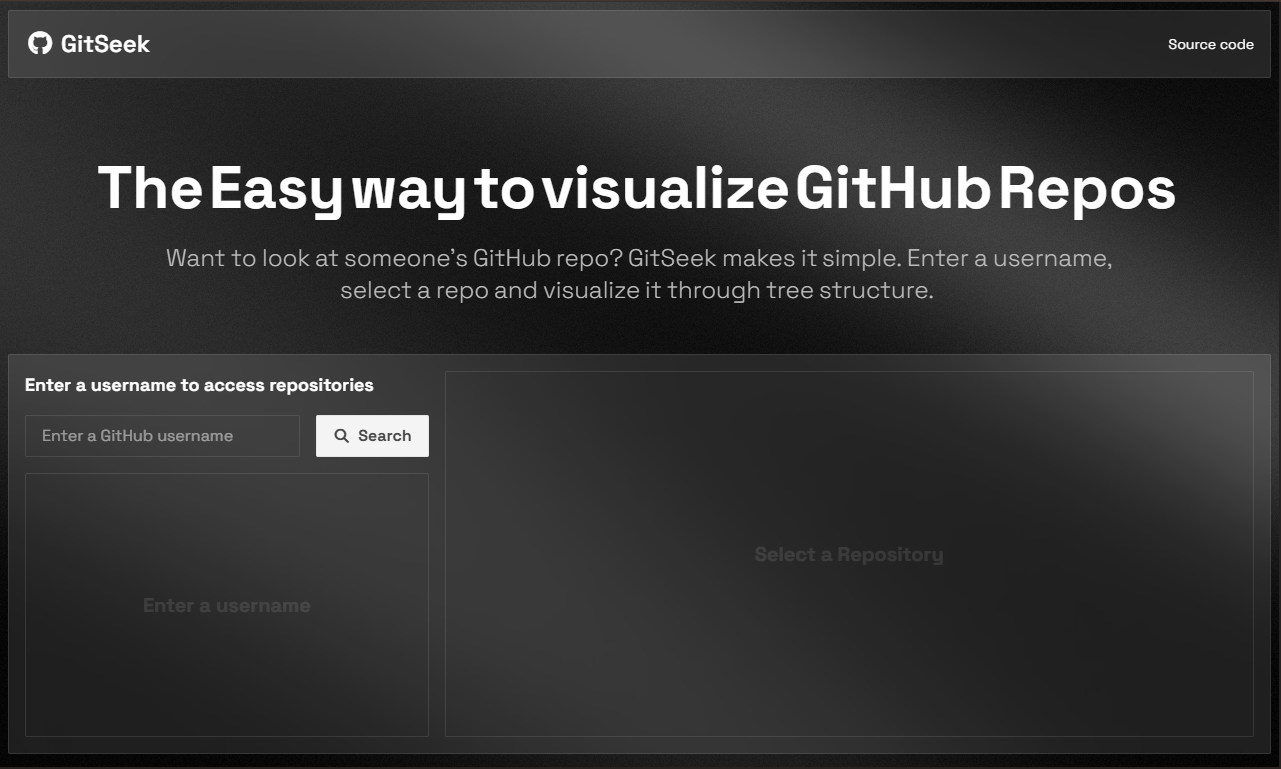 GitSeek
Source code
The Easy way to visualize GitHub Repos
Want to look at someone's GitHub repo? GitSeek makes it simple. Enter a username,
select a repo and visualize it through tree structure.
Enter a username to access repositories
Enter a GitHub username
Search
Select a Repository
Enter a username